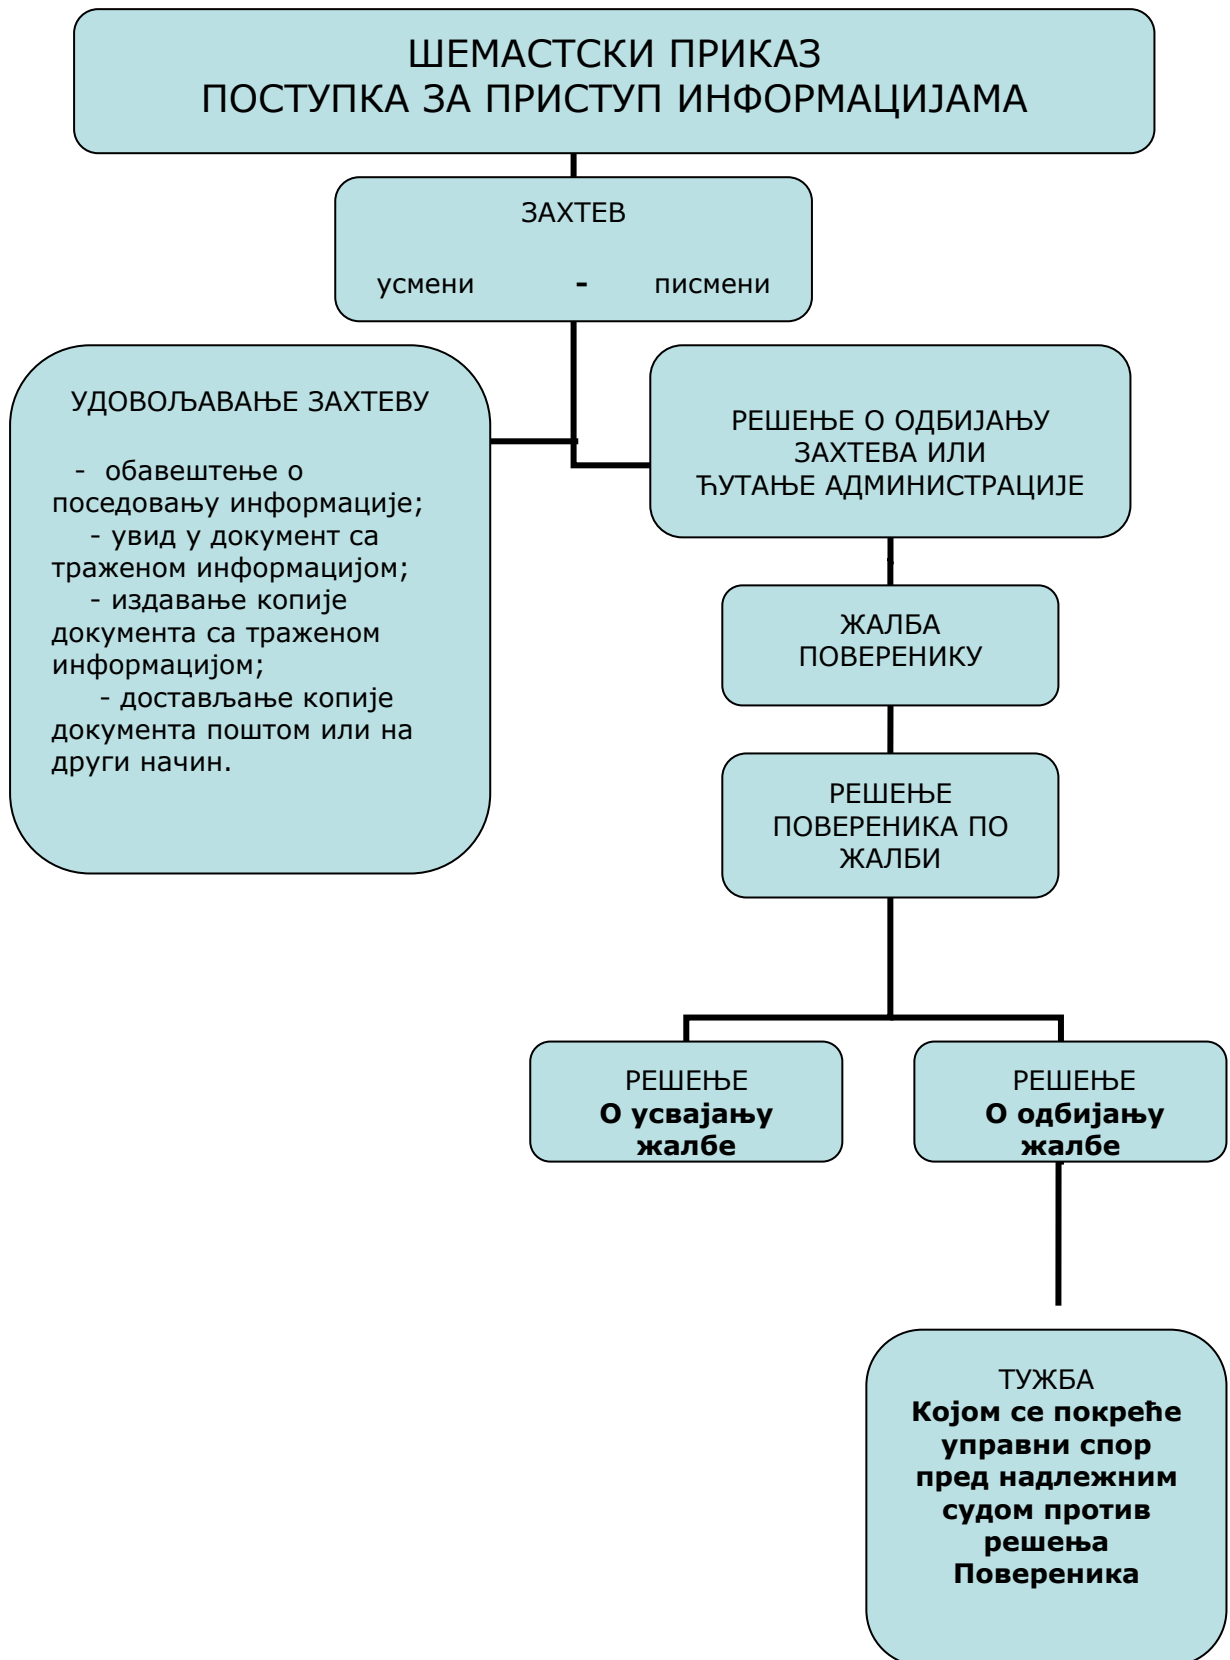 ШЕМАСТСКИ ПРИКАЗ
ПОСТУПКА ЗА ПРИСТУП ИНФОРМАЦИЈАМА
ЗАХТЕВ
усмени - писмени
УДОВОЉАВАЊЕ ЗАХТЕВУ
- обавештење о
поседовању информације;
- увид у документ са
траженом информацијом;
- издавање копије
документа са траженом
информацијом;
- достављање копије
документа поштом или на
други начин.
РЕШЕЊЕ О ОДБИЈАЊУ
ЗАХТЕВА ИЛИ
ЋУТАЊЕ АДМИНИСТРАЦИЈЕ
ЖАЛБА
ПОВЕРЕНИКУ
РЕШЕЊЕ
ПОВЕРЕНИКА ПО
ЖАЛБИ
РЕШЕЊЕ
О усвајању
жалбе
РЕШЕЊЕ
О одбијању
жалбе
ТУЖБА
Којом се покреће
управни спор
пред надлежним
судом против
решења
Повереника